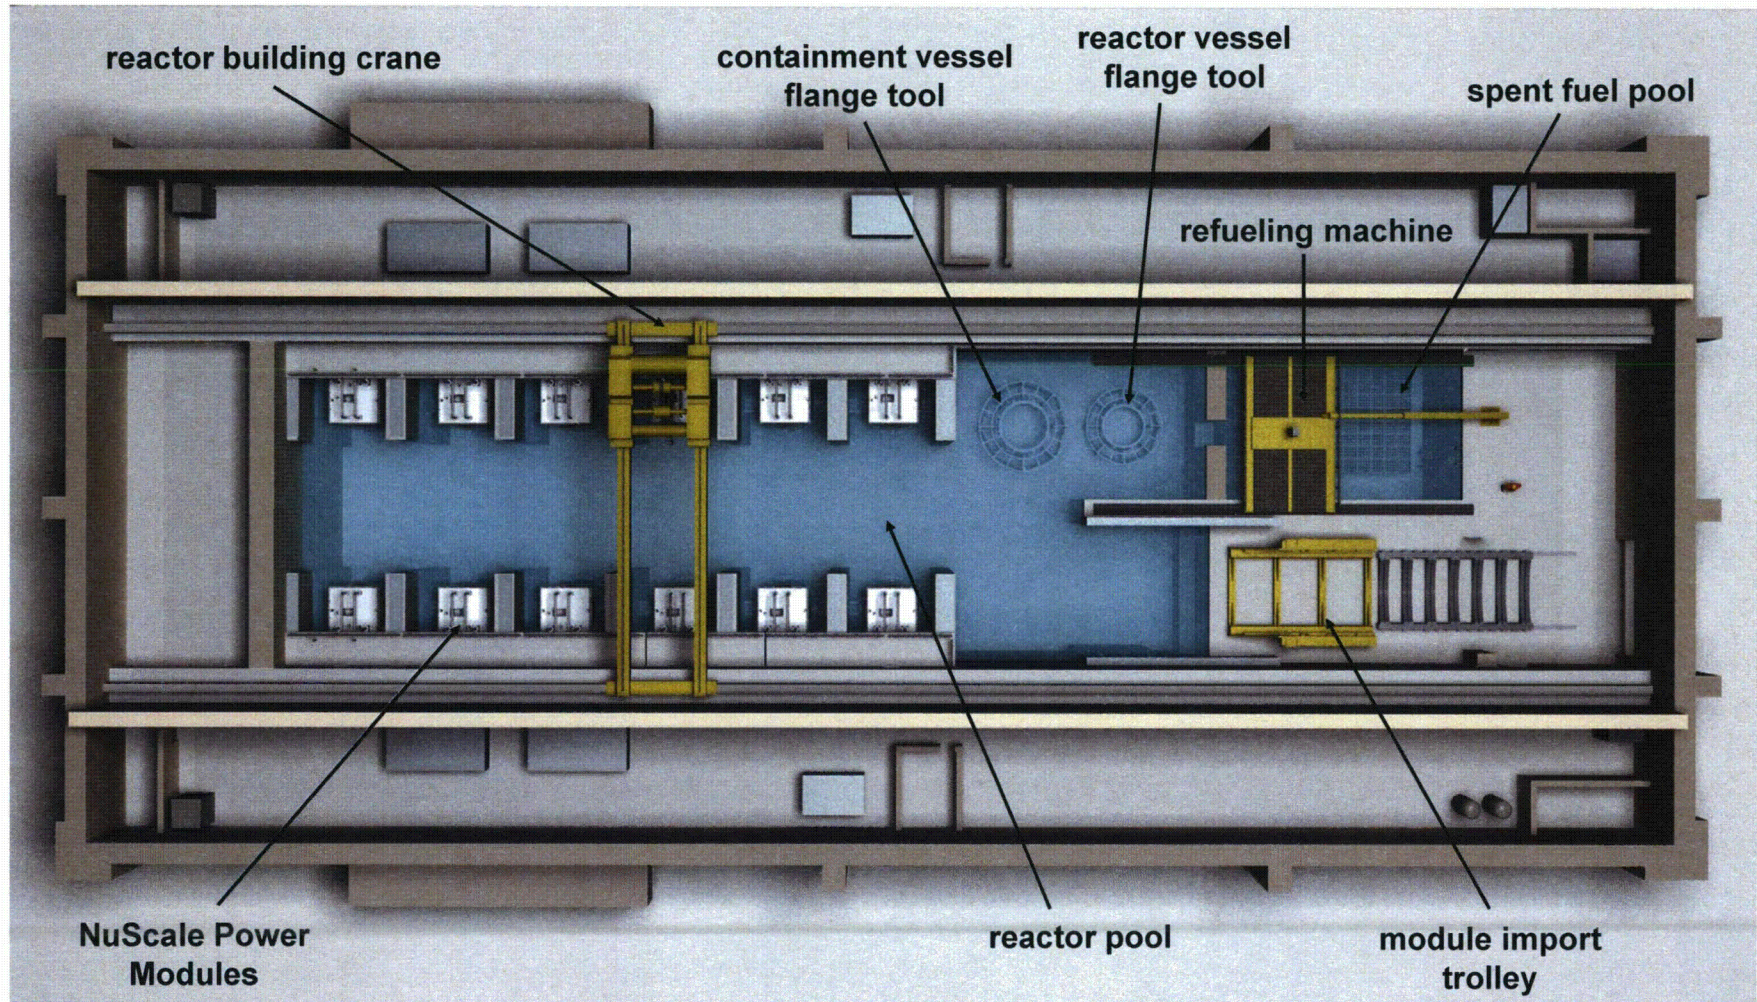 reactor building crane
containment vessel
flange tool
reactor vessel
flange tool
spent fuel pool
refueling machine
NuScale Power
Modules
reactor pool
module import
trolley